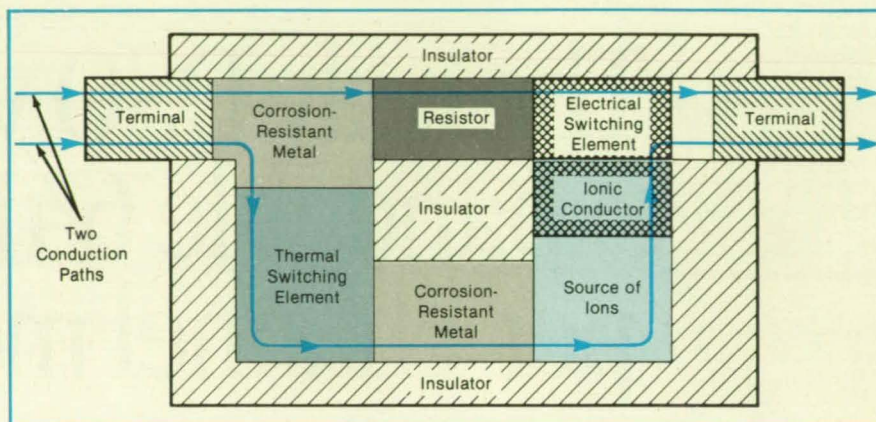 Insulator
Terminal
Corrosion-
Resistant
Metal
Resistor
Electrical
Switching
Element
Terminal
Two
Conduction
Paths
Insulator
Ionic
Conductor
Thermal
Switching
Element
Corrosion-
Resistant
Metal
Source of
Ions
Insulator